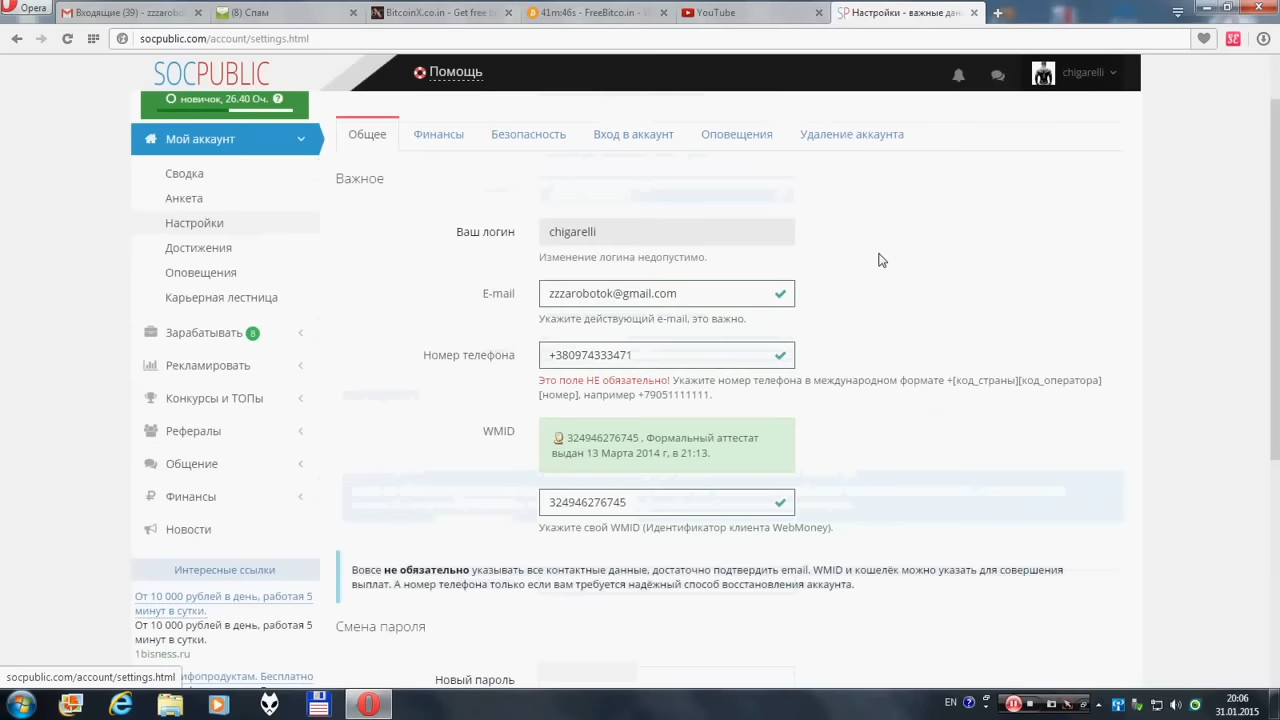 Opera
Входящие (39) - zzzarobo
(8) Спам
BitcoinX.co.in - Get free b
41m:46s - FreeBitco.in - W
YouTube
Настройки - важные дан
socpublic.com/account/settings.html
SOCPUBLIC
Помощь
chigarelli
новичок, 26.40 Оч.
Общее
Финансы
Безопасность
Вход в аккаунт
Оповещения
Удаление аккаунта
Мой аккаунт
Сводка
Анкета
Настройки
Достижения
Оповещения
Карьерная лестница
Зарабатывать 8
Рекламировать
Конкурсы и ТОПы
Рефералы
Общение
Финансы
Новости
Интересные ссылки
От 10 000 рублей в день, работая 5
минут в сутки.
От 10 000 рублей в день, работая 5
минут в сутки.
1bisness.ru
ифопродуктам. Бесплатно
Важное
Ваш логин
chigarelli
Изменение логина недопустимо.
E-mail
zzzarobotok@gmail.com
Укажите действующий e-mail, это важно.
Номер телефона
+380974333471
Это поле НЕ обязательно! Укажите номер телефона в международном формате +[код_страны][код_оператора]
[номер], например +79051111111.
WMID
324946276745 , Формальный аттестат
выдан 13 Марта 2014 г, в 21:13.
324946276745
Укажите свой WMID (Идентификатор клиента WebMoney).
Вовсе не обязательно указывать все контактные данные, достаточно подтвердить email. WMID и кошелёк можно указать для совершения
выплат. А номер телефона только если вам требуется надёжный способ восстановления аккаунта.
Смена пароля
Новый пароль
socpublic.com/account/settings.html
EN
20:06
31.01.2015